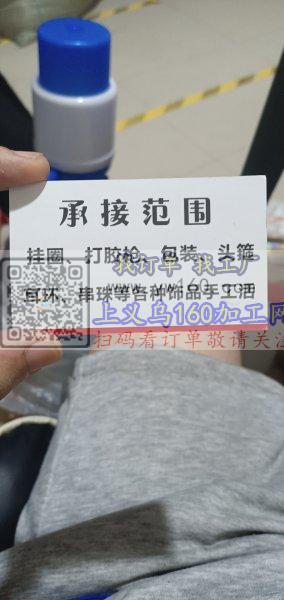 承接范围
挂圈、打胶枪、包装、头箍
找订单 找工厂
耳环、串珠等各种饰品手工活
上义乌160加工网
扫码看订单敬请关注